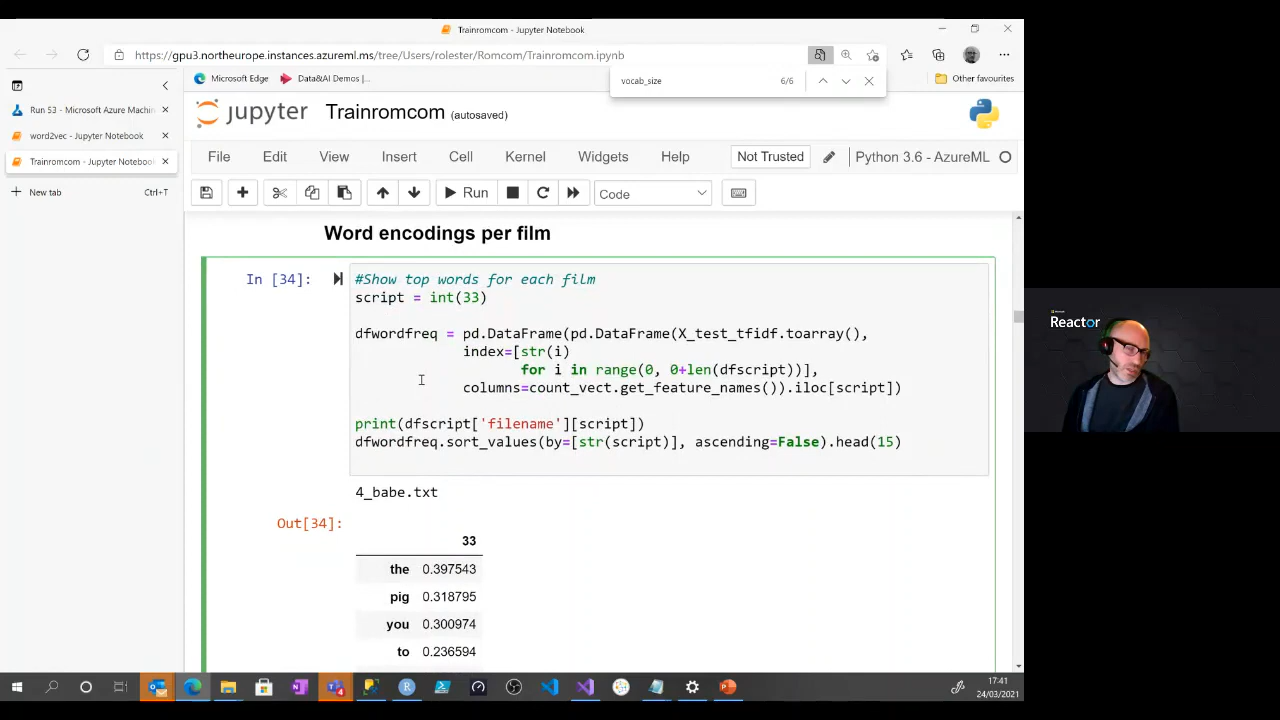 Trainromcom - Jupyter Notebook
https://gpu3.northeurope.instances.azureml.ms/tree/Users/rolester/Romcom/Trainromcom.ipynb
Microsoft Edge
Data&AI Demos |...
vocab_size
6/6
Other favourites
Run 53 - Microsoft Azure Machin
word2vec - Jupyter Notebook
Trainromcom - Jupyter Notebook
New tab
Ctrl+T
jupyter
Trainromcom (autosaved)
File
Edit
View
Insert
Cell
Kernel
Widgets
Help
Not Trusted
Python 3.6 - AzureML
Run
Code
Word encodings per film
In [34]:
#Show top words for each film
script = int(33)
dfwordfreq = pd.DataFrame(pd.DataFrame(X_test_tfidf.toarray(),
index=[str(i)
for i in range(0, 0+len(dfscript))],
columns=count_vect.get_feature_names()).iloc[script])
print(dfscript['filename'][script])
dfwordfreq.sort_values(by=[str(script)], ascending=False).head(15)
4_babe.txt
Out[34]:
33
the 0.397543
pig 0.318795
you 0.300974
to 0.236594
Reactor
17:41
24/03/2021